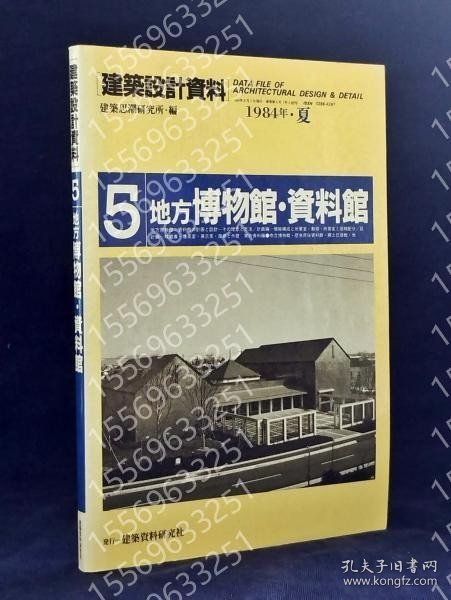 建築設計資料
DATA FILE OF
ARCHITECTURAL DESIGN & DETAIL
建築思潮研究所・編
1984年・夏
5 地方博物館・資料館
発行―建築資料研究社
建築設計資料
5
地方博物館・資料館
15569633251
15569633251
15569633251
15569633251
15569633251
15569633251
孔夫子旧书网
www.kongfz.com